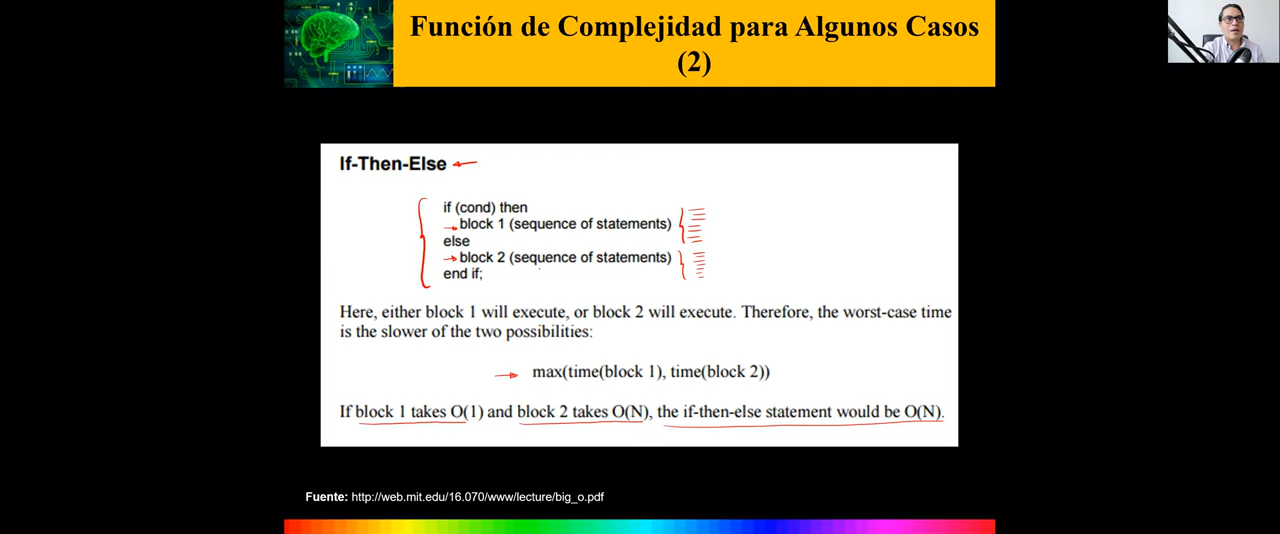 Función de Complejidad para Algunos Casos
(2)
If-Then-Else
if (cond) then
block 1 (sequence of statements)
else
block 2 (sequence of statements)
end if;
Here, either block 1 will execute, or block 2 will execute. Therefore, the worst-case time
is the slower of the two possibilities:
max(time(block 1), time(block 2))
If block 1 takes O(1) and block 2 takes O(N), the if-then-else statement would be O(N).
Fuente: http://web.mit.edu/16.070/www/lecture/big_o.pdf